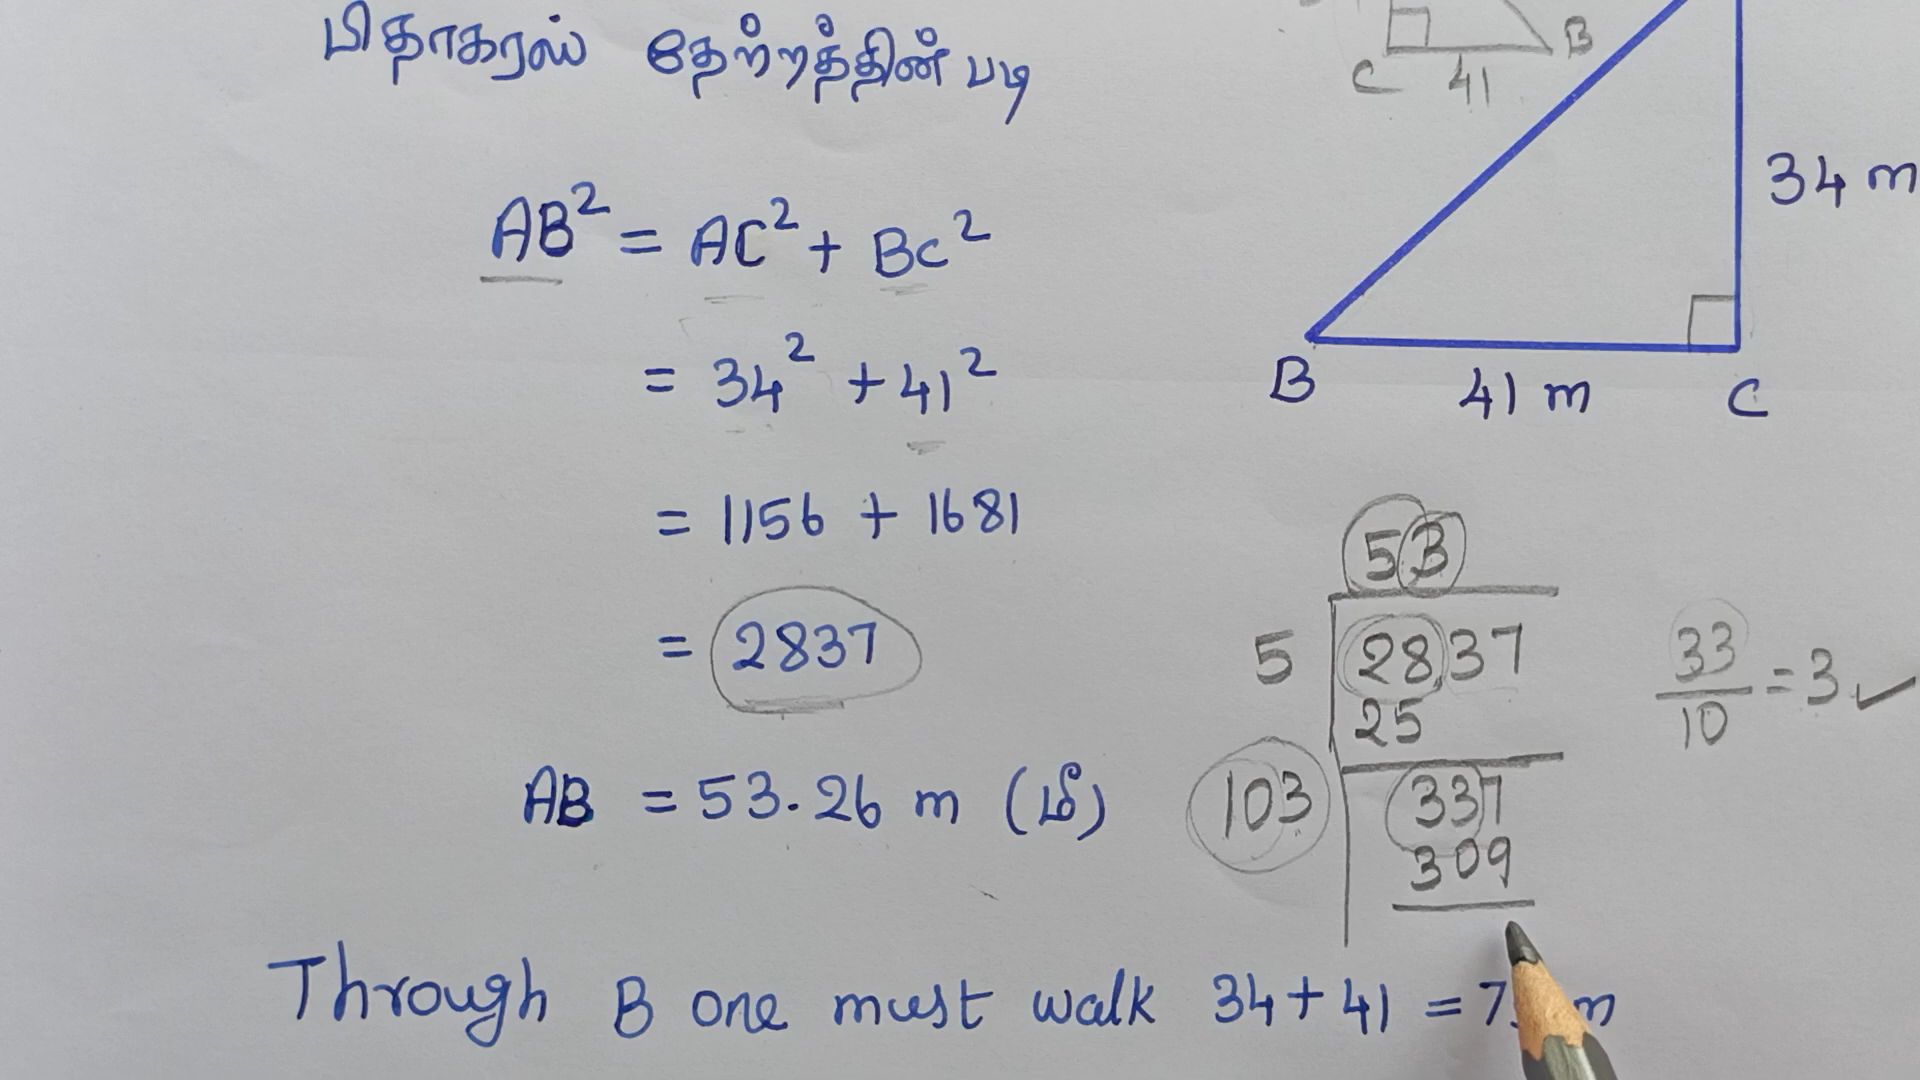 பிதாகரஸ் தேற்றத்தின் படி
C 41 B
34 m
AB² = AC² + BC²
= 34² + 41²
B 41 m C
= 1156 + 1681
= 2837
53
5 2837
25
103 337
309
33/10 = 3 ✓
AB = 53.26 m (மீ)
Through B one must walk 34 + 41 = 7 m